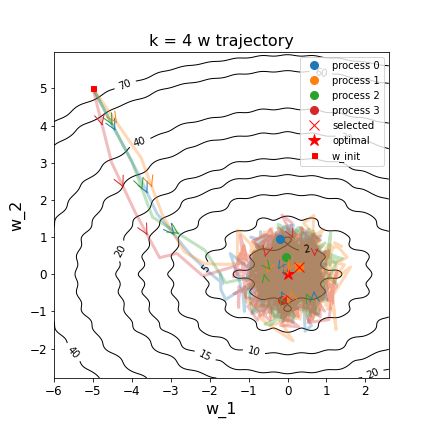 k = 4 w trajectory
process 0
process 1
process 2
process 3
selected
optimal
w_init
70
40
20
5
2
10
15
40
20
5
4
3
2
1
0
−1
−2
w_2
−6 −5 −4 −3 −2 −1 0 1 2
w_1